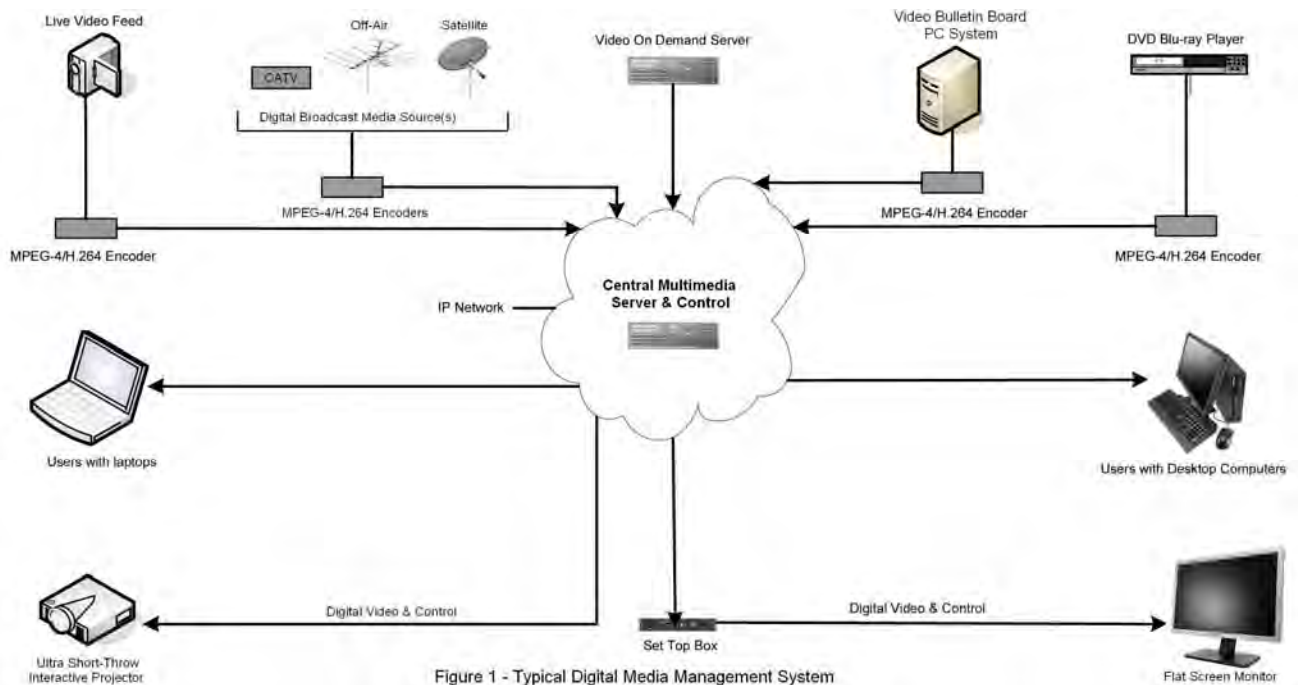 Live Video Feed
Off-Air
Satellite
CATV
Digital Broadcast Media Source(s)
Video On Demand Server
Video Bulletin Board
PC System
DVD Blu-ray Player
MPEG-4/H.264 Encoders
MPEG-4/H.264 Encoder
MPEG-4/H.264 Encoder
MPEG-4/H.264 Encoder
Central Multimedia
Server & Control
IP Network
Users with laptops
Users with Desktop Computers
Digital Video & Control
Digital Video & Control
Set Top Box
Ultra Short-Throw
Interactive Projector
Flat Screen Monitor
Figure 1 - Typical Digital Media Management System